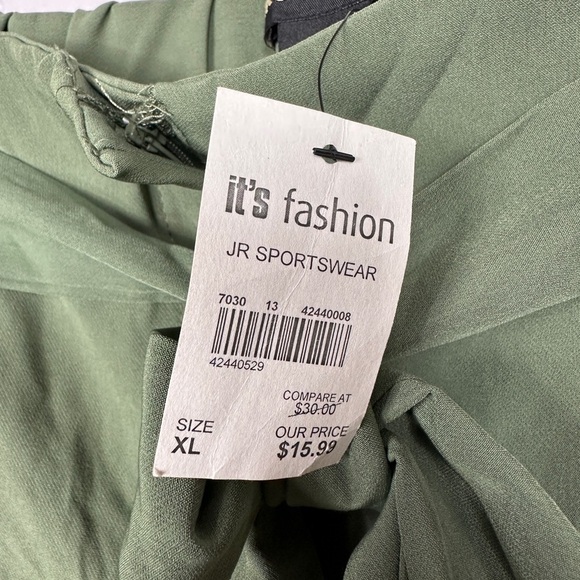 it's fashion
JR SPORTSWEAR
7030 13 42440008
42440529
COMPARE AT
$30.00
SIZE OUR PRICE
XL $15.99